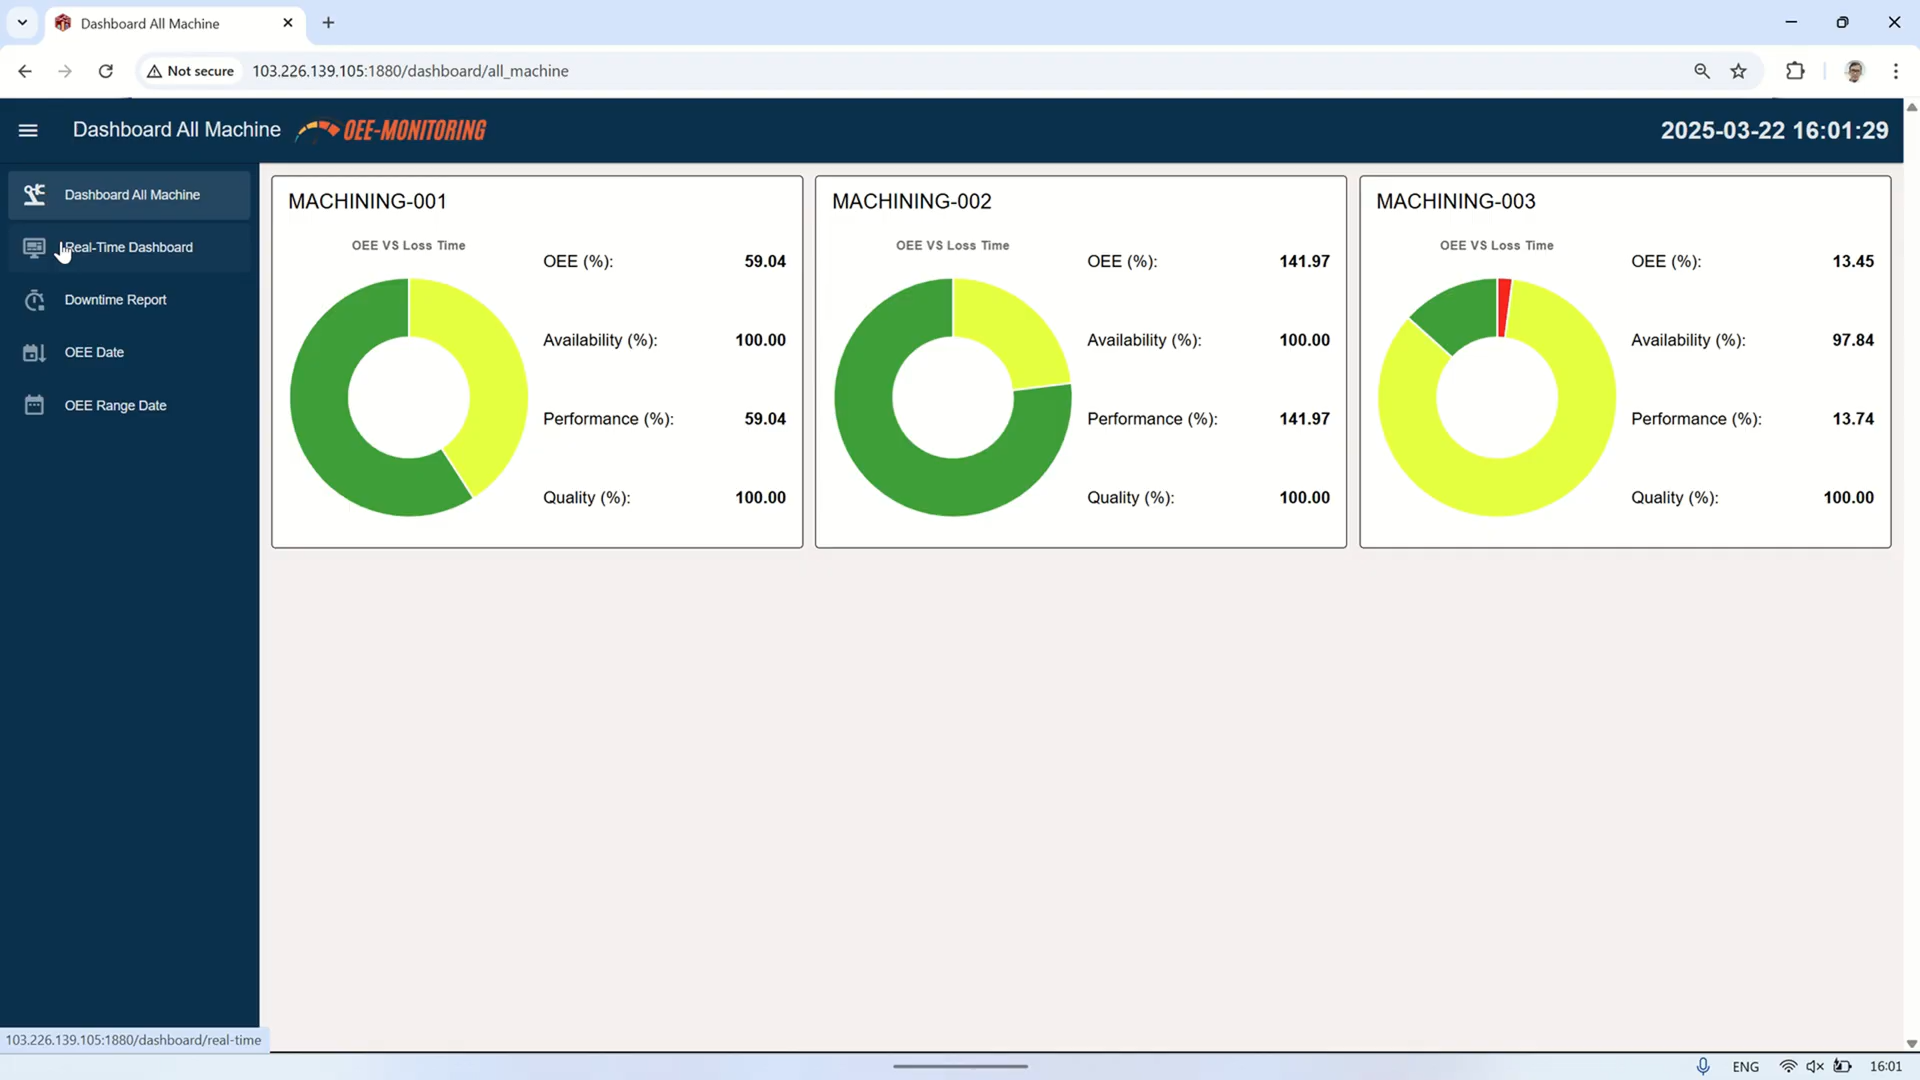 Dashboard All Machine
Not secure
103.226.139.105:1880/dashboard/all_machine
Dashboard All Machine
OEE-MONITORING
2025-03-22 16:01:29
Dashboard All Machine
Real-Time Dashboard
Downtime Report
OEE Date
OEE Range Date
MACHINING-001
OEE VS Loss Time
OEE (%): 59.04
Availability (%): 100.00
Performance (%): 59.04
Quality (%): 100.00
MACHINING-002
OEE VS Loss Time
OEE (%): 141.97
Availability (%): 100.00
Performance (%): 141.97
Quality (%): 100.00
MACHINING-003
OEE VS Loss Time
OEE (%): 13.45
Availability (%): 97.84
Performance (%): 13.74
Quality (%): 100.00
103.226.139.105:1880/dashboard/real-time
ENG
16:01